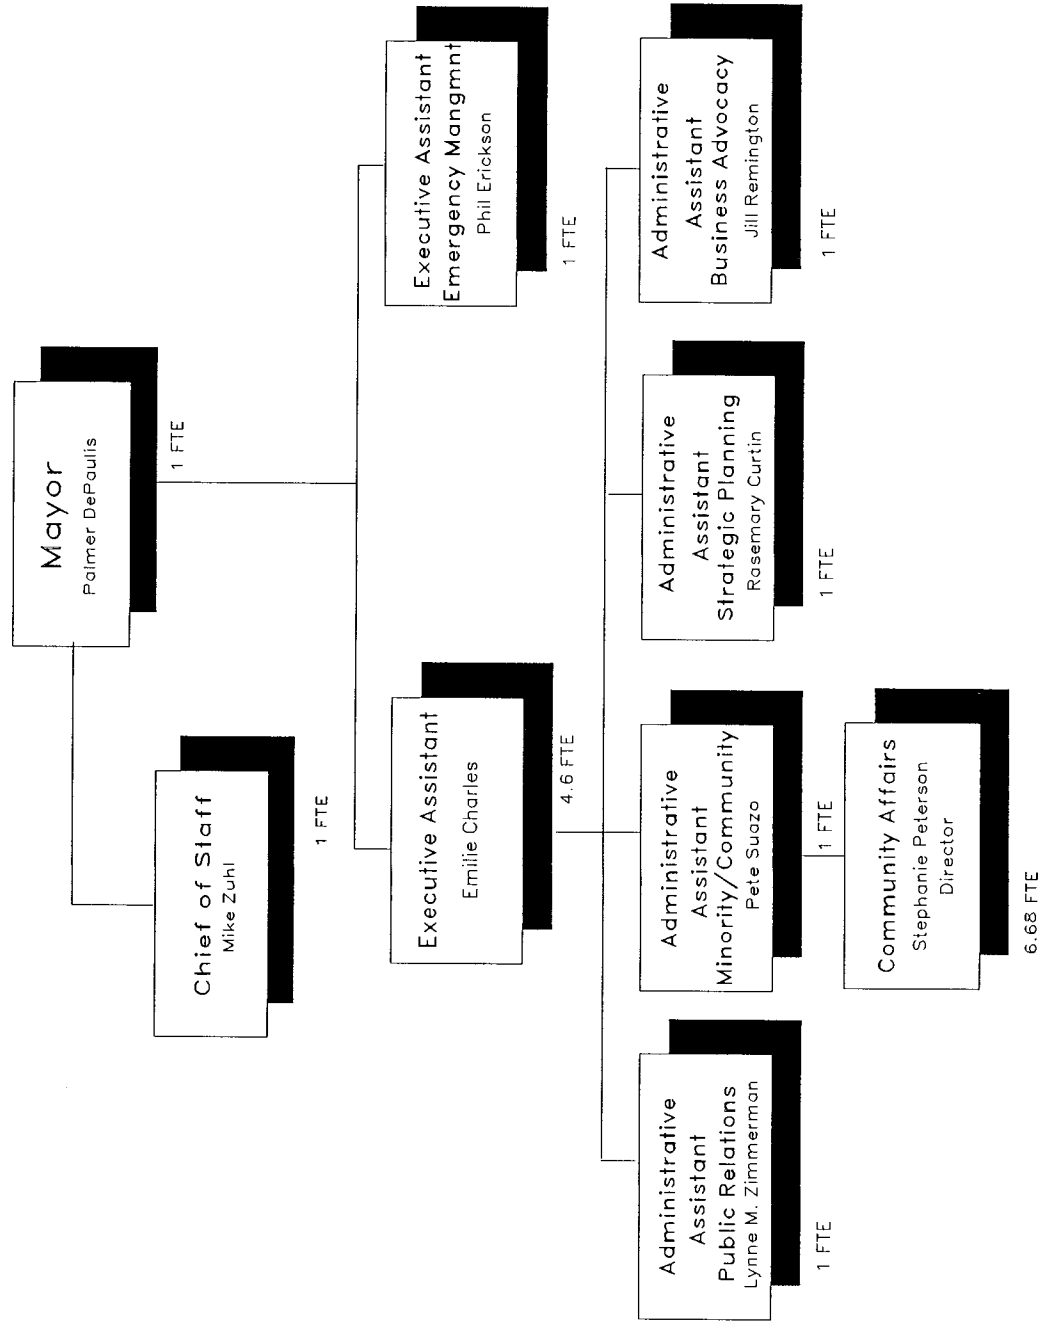 Mayor
Palmer DePaulis
1 FTE
Chief of Staff
Mike Zuhl
1 FTE
Executive Assistant
Emilie Charles
4.6 FTE
Executive Assistant
Emergency Mangmnt
Phil Erickson
1 FTE
Administrative
Assistant
Public Relations
Lynne M. Zimmerman
1 FTE
Administrative
Assistant
Minority/Community
Pete Suazo
1 FTE
Administrative
Assistant
Strategic Planning
Rasemary Curtin
1 FTE
Administrative
Assistant
Business Advocacy
Jill Remington
1 FTE
Community Affairs
Stephanie Peterson
Director
6.68 FTE